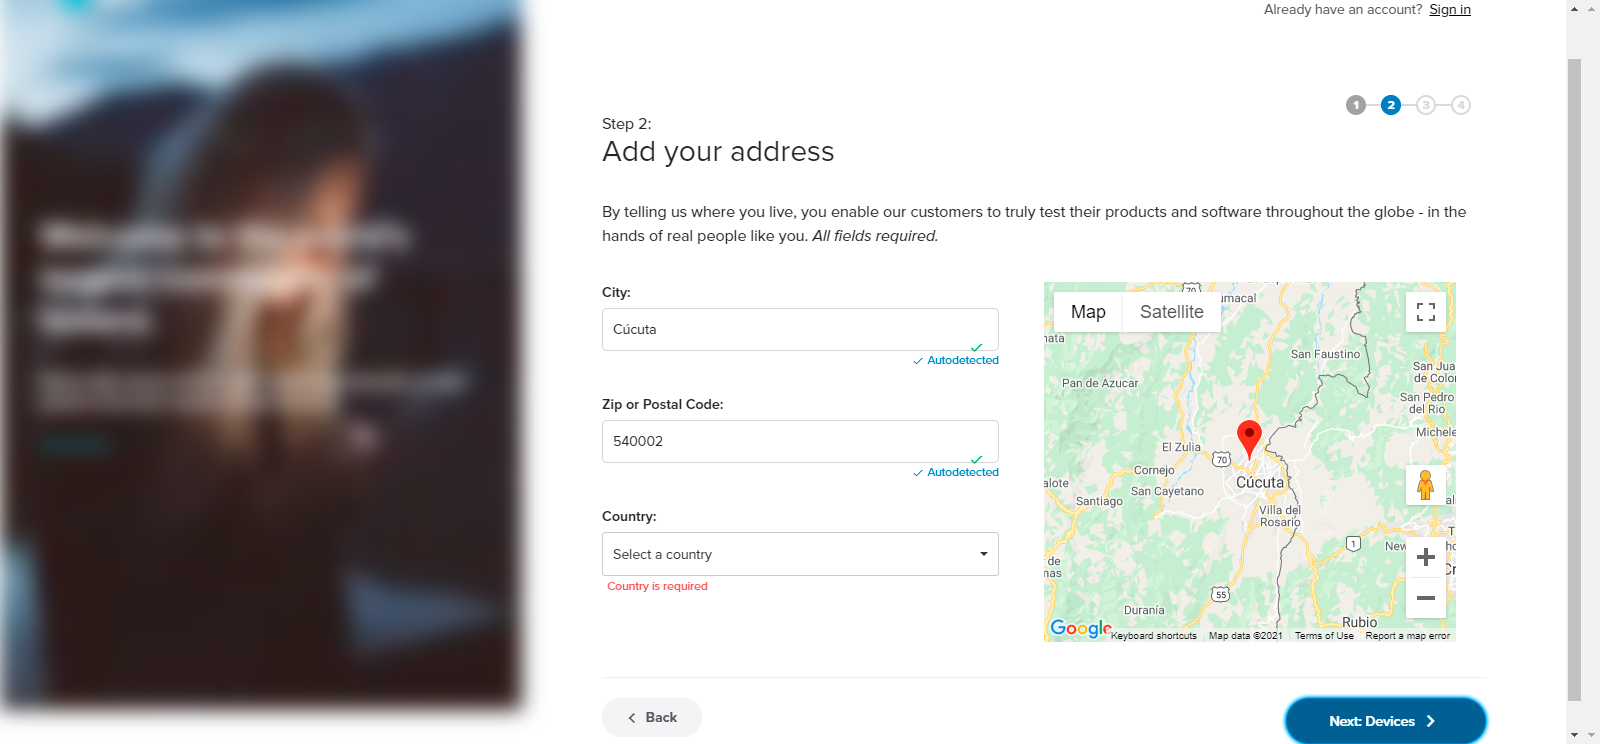 Already have an account? Sign in
1 2 3 4
Step 2:
Add your address
By telling us where you live, you enable our customers to truly test their products and software throughout the globe - in the
hands of real people like you. All fields required.
City:
Cúcuta
Autodetected
Zip or Postal Code:
540002
Autodetected
Country:
Select a country
Country is required
Map Satellite
70
umacal
nata
San Faustino
San Jua
de Color
Pan de Azucar
San Pedro
del Rio
Michele
El Zulia
70
Cornejo
Cúcuta
alote
San Cayetano
Santiago
Villa del
Rosario
1
New
de
nas
55
Duranía
Rubio
Google
Keyboard shortcuts Map data ©2021 Terms of Use Report a map error
Back
Next: Devices